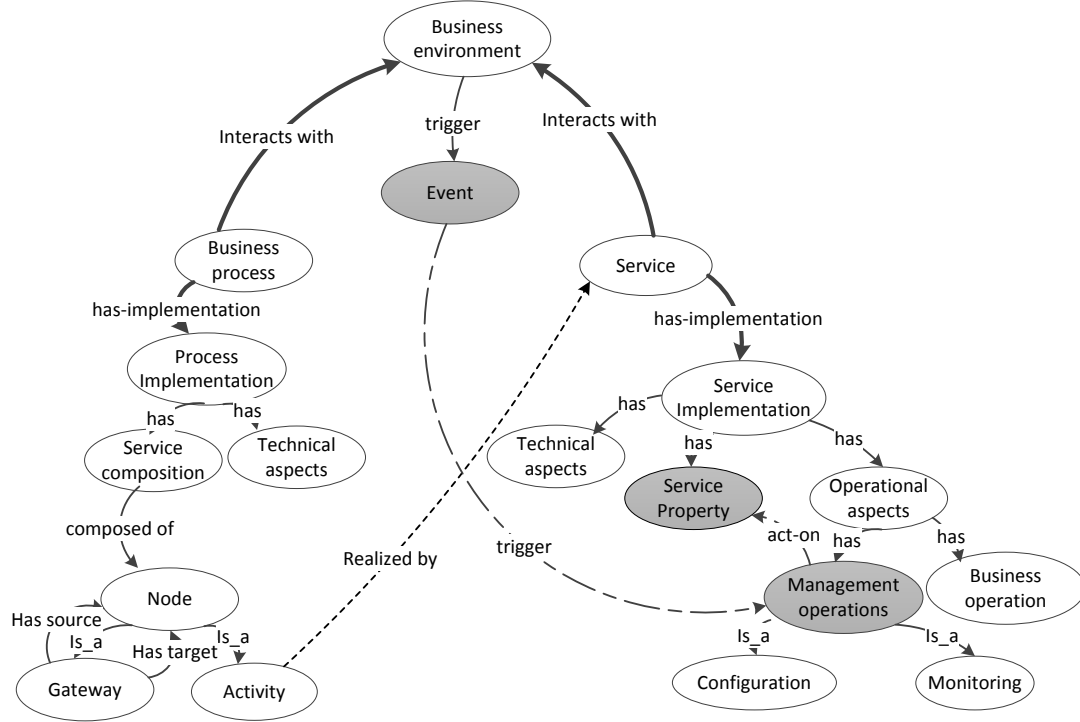 Business
environment
Interacts with
trigger
Interacts with
Event
Business
process
Service
has-implementation
has-implementation
Process
Implementation
Service
Implementation
has
has
has
has
has
Service
composition
Technical
aspects
Technical
aspects
Service
Property
Operational
aspects
composed of
trigger
act-on
has
has
Realized by
Node
Management
operations
Business
operation
Has source
Is_a
Has target
Is_a
Is_a
Is_a
Gateway
Activity
Configuration
Monitoring